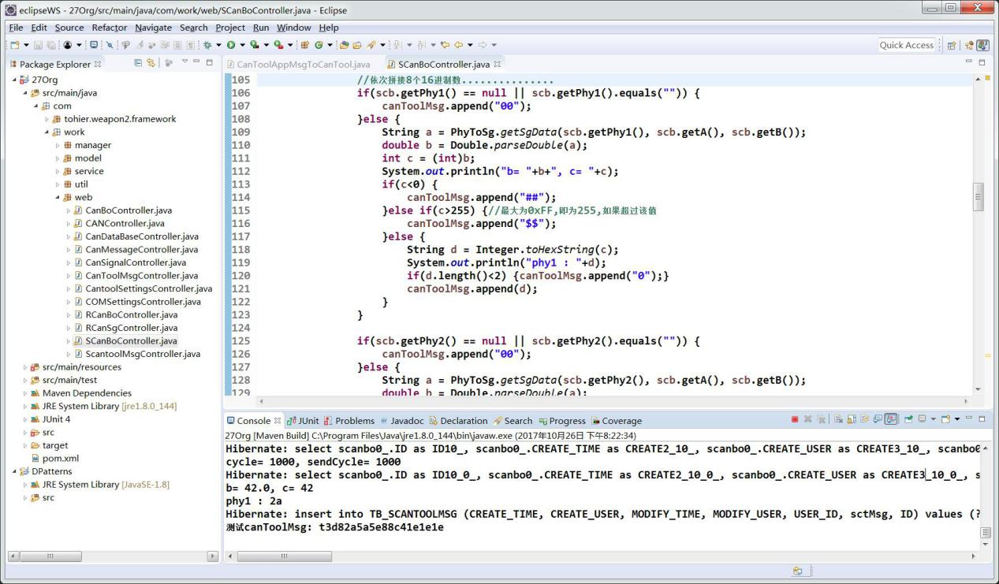 eclipseWS - 27Org/src/main/java/com/work/web/SCanBoController.java - Eclipse
File Edit Source Refactor Navigate Search Project Run Window Help
Quick Access
Package Explorer
CanToolAppMsgToCanTool.java SCanBoController.java
27Org
src/main/java
com
tohier.weapon2.framework
work
manager
model
service
util
web
CanBoController.java
CANController.java
CanDataBaseController.java
CanMessageController.java
CanSignalController.java
CanToolMsgController.java
CantoolSettingsController.java
COMSettingsController.java
RCanBoController.java
RCanSgController.java
SCanBoController.java
ScantoolMsgController.java
src/main/resources
src/main/test
Maven Dependencies
JRE System Library [jre1.8.0_144]
JUnit 4
src
target
pom.xml
DPatterns
JRE System Library [JavaSE-1.8]
src
105 //依次拼接8个16进制数...............
106 if(scb.getPhy1() == null || scb.getPhy1().equals("")) {
107 canToolMsg.append("00");
108 }else {
109 String a = PhyToSg.getSgData(scb.getPhy1(), scb.getA(), scb.getB());
110 double b = Double.parseDouble(a);
111 int c = (int)b;
112 System.out.println("b= "+b+", c= "+c);
113 if(c<0) {
114 canToolMsg.append("##");
115 }else if(c>255) {//最大为0xFF,即为255,如果超过该值
116 canToolMsg.append("$$");
117 }else {
118 String d = Integer.toHexString(c);
119 System.out.println("phy1 : "+d);
120 if(d.length()<2) {canToolMsg.append("0");}
121 canToolMsg.append(d);
122 }
123 }
124
125 if(scb.getPhy2() == null || scb.getPhy2().equals("")) {
126 canToolMsg.append("00");
127 }else {
128 String a = PhyToSg.getSgData(scb.getPhy2(), scb.getA(), scb.getB());
129 double b = Double.parseDouble(a);
Console JUnit Problems Javadoc Declaration Search Progress Coverage
27Org [Maven Build] C:\Program Files\Java\jre1.8.0_144\bin\javaw.exe (2017年10月26日 下午8:22:34)
Hibernate: select scanbo0_.ID as ID10_, scanbo0_.CREATE_TIME as CREATE2_10_, scanbo0_.CREATE_USER as CREATE3_10_, scanbo0
cycle= 1000, sendCycle= 1000
Hibernate: select scanbo0_.ID as ID10_0_, scanbo0_.CREATE_TIME as CREATE2_10_0_, scanbo0_.CREATE_USER as CREATE3_10_0_, s
b= 42.0, c= 42
phy1 : 2a
Hibernate: insert into TB_SCANTOOLMSG (CREATE_TIME, CREATE_USER, MODIFY_TIME, MODIFY_USER, USER_ID, sctMsg, ID) values (?
测试canToolMsg: t3d82a5a5e88c41e1e1e